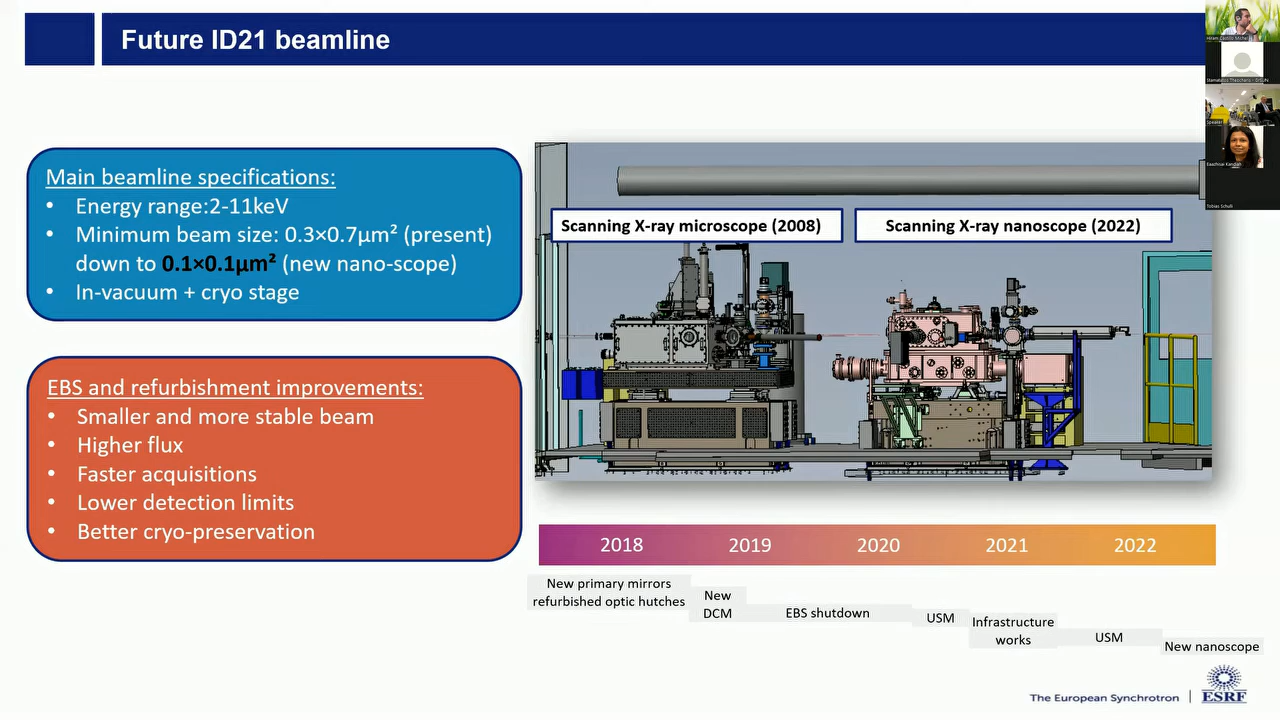 Future ID21 beamline
Main beamline specifications:
• Energy range:2-11keV
• Minimum beam size: 0.3×0.7µm² (present)
down to 0.1×0.1µm² (new nano-scope)
• In-vacuum + cryo stage
EBS and refurbishment improvements:
• Smaller and more stable beam
• Higher flux
• Faster acquisitions
• Lower detection limits
• Better cryo-preservation
Scanning X-ray microscope (2008)
Scanning X-ray nanoscope (2022)
2018 2019 2020 2021 2022
New primary mirrors
refurbished optic hutches
New
DCM
EBS shutdown
USM
Infrastructure
works
USM
New nanoscope
The European Synchrotron
ESRF
Speaker
Tobias Schulli